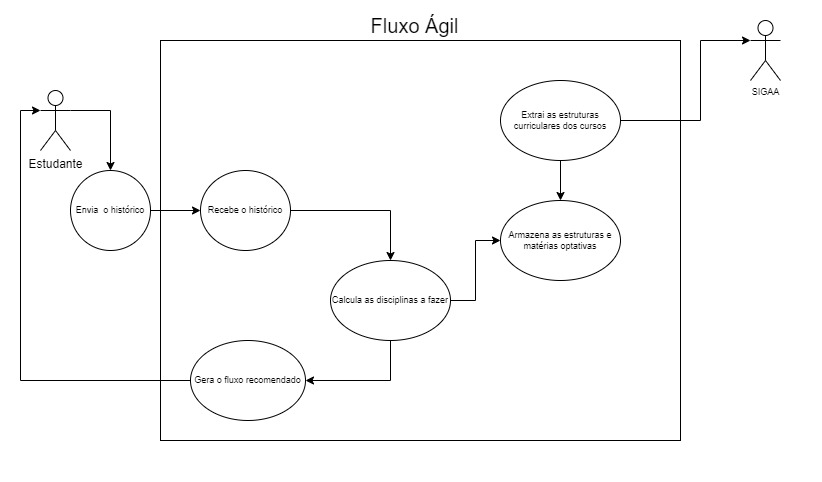 Fluxo Ágil
SIGAA
Extrai as estruturas
curriculares dos cursos
Estudante
Envia o histórico
Recebe o histórico
Armazena as estruturas e
matérias optativas
Calcula as disciplinas a fazer
Gera o fluxo recomendado